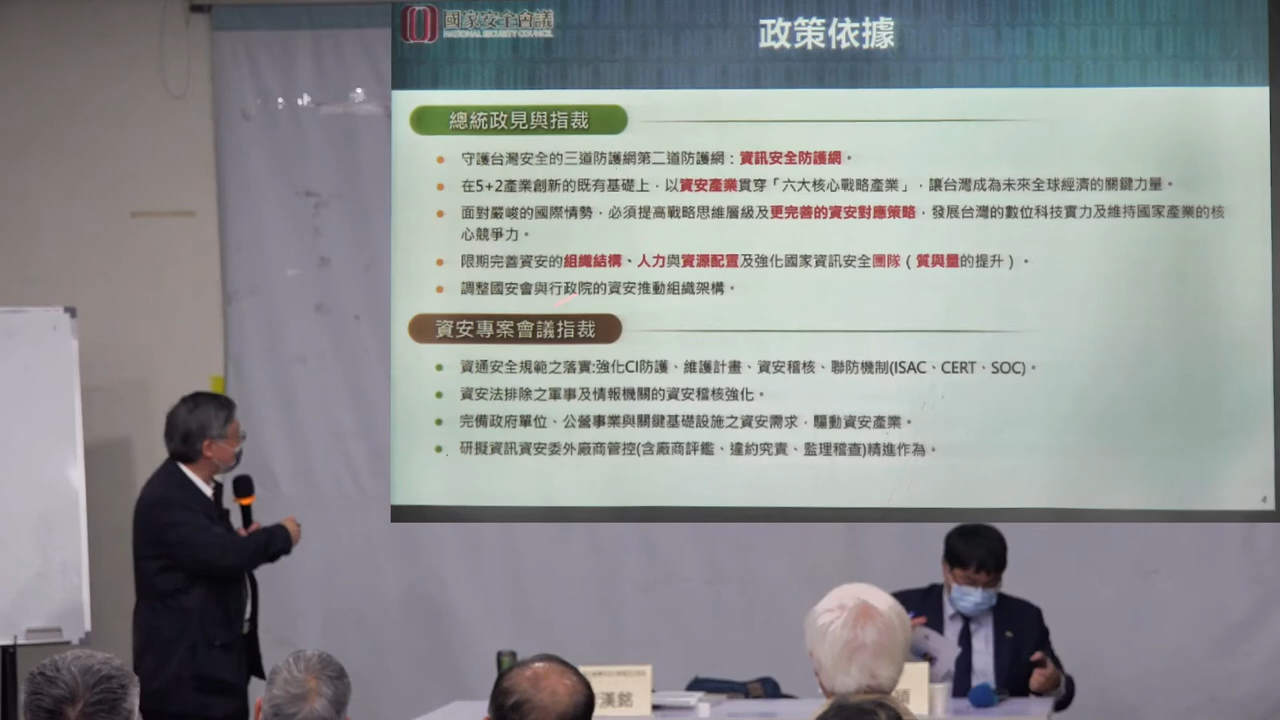 國家安全會議
NATIONAL SECURITY COUNCIL
政策依據
總統政見與指裁
守護台灣安全的三道防護網第二道防護網：資訊安全防護網。
在5+2產業創新的既有基礎上，以資安產業貫穿「六大核心戰略產業」，讓台灣成為未來全球經濟的關鍵力量。
面對嚴峻的國際情勢，必須提高戰略思維層級及更完善的資安對應策略，發展台灣的數位科技實力及維持國家產業的核
心競爭力。
限期完善資安的組織結構、人力與資源配置及強化國家資訊安全團隊（質與量的提升）。
調整國安會與行政院的資安推動組織架構。
資安專案會議指裁
資通安全規範之落實:強化CI防護、維護計畫、資安稽核、聯防機制(ISAC、CERT、SOC)。
資安法排除之軍事及情報機關的資安稽核強化。
完備政府單位、公營事業與關鍵基礎設施之資安需求，驅動資安產業。
研擬資訊資安委外廠商管控(含廠商評鑑、違約究責、監理稽查)精進作為。
4
漢銘